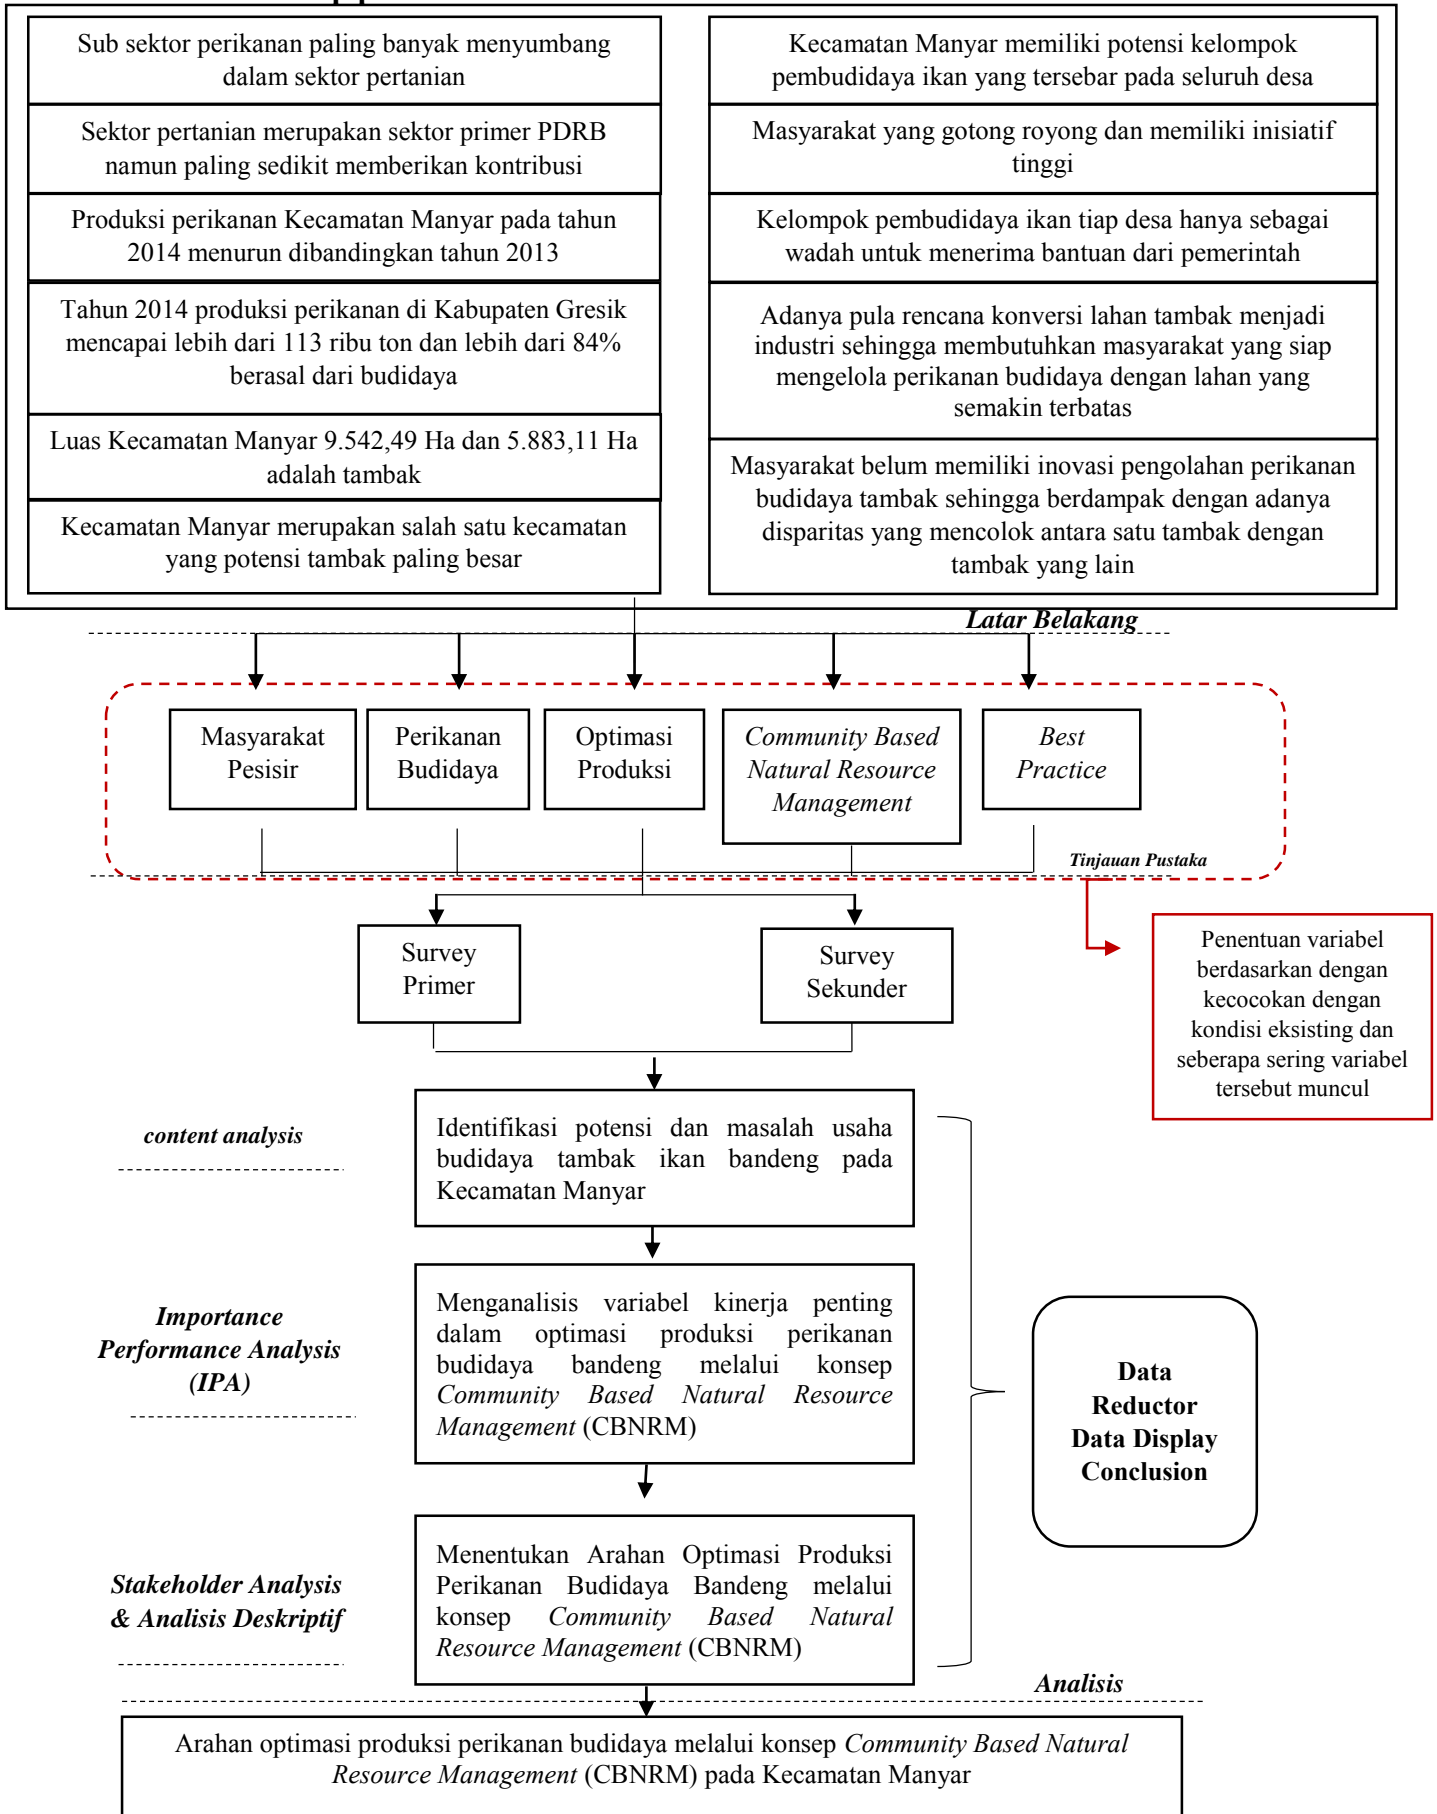 Sub sektor perikanan paling banyak menyumbang
dalam sektor pertanian
Sektor pertanian merupakan sektor primer PDRB
namun paling sedikit memberikan kontribusi
Produksi perikanan Kecamatan Manyar pada tahun
2014 menurun dibandingkan tahun 2013
Tahun 2014 produksi perikanan di Kabupaten Gresik
mencapai lebih dari 113 ribu ton dan lebih dari 84%
berasal dari budidaya
Luas Kecamatan Manyar 9.542,49 Ha dan 5.883,11 Ha
adalah tambak
Kecamatan Manyar merupakan salah satu kecamatan
yang potensi tambak paling besar
Kecamatan Manyar memiliki potensi kelompok
pembudidaya ikan yang tersebar pada seluruh desa
Masyarakat yang gotong royong dan memiliki inisiatif
tinggi
Kelompok pembudidaya ikan tiap desa hanya sebagai
wadah untuk menerima bantuan dari pemerintah
Adanya pula rencana konversi lahan tambak menjadi
industri sehingga membutuhkan masyarakat yang siap
mengelola perikanan budidaya dengan lahan yang
semakin terbatas
Masyarakat belum memiliki inovasi pengolahan perikanan
budidaya tambak sehingga berdampak dengan adanya
disparitas yang mencolok antara satu tambak dengan
tambak yang lain
Latar Belakang
Masyarakat
Pesisir
Perikanan
Budidaya
Optimasi
Produksi
Community Based
Natural Resource
Management
Best
Practice
Tinjauan Pustaka
Survey
Primer
Survey
Sekunder
Penentuan variabel
berdasarkan dengan
kecocokan dengan
kondisi eksisting dan
seberapa sering variabel
tersebut muncul
content analysis
Identifikasi potensi dan masalah usaha
budidaya tambak ikan bandeng pada
Kecamatan Manyar
Importance
Performance Analysis
(IPA)
Menganalisis variabel kinerja penting
dalam optimasi produksi perikanan
budidaya bandeng melalui konsep
Community Based Natural Resource
Management (CBNRM)
Data
Reductor
Data Display
Conclusion
Stakeholder Analysis
& Analisis Deskriptif
Menentukan Arahan Optimasi Produksi
Perikanan Budidaya Bandeng melalui
konsep Community Based Natural
Resource Management (CBNRM)
Analisis
Arahan optimasi produksi perikanan budidaya melalui konsep Community Based Natural
Resource Management (CBNRM) pada Kecamatan Manyar